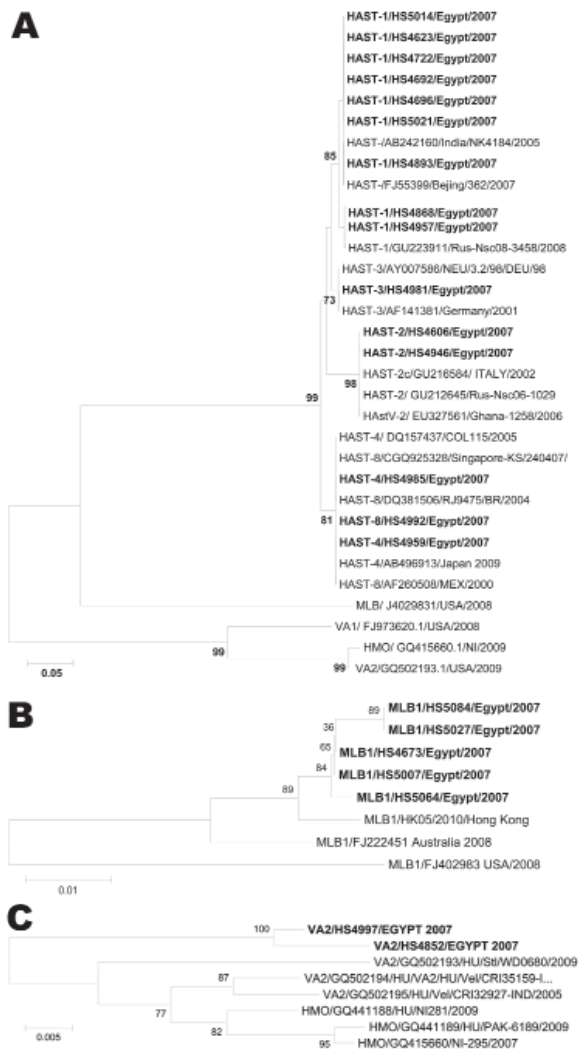 A
HAST-1/HS5014/Egypt/2007
HAST-1/HS4623/Egypt/2007
HAST-1/HS4722/Egypt/2007
HAST-1/HS4692/Egypt/2007
HAST-1/HS4696/Egypt/2007
HAST-1/HS5021/Egypt/2007
HAST-/AB242160/India/NK4184/2005
85
HAST-1/HS4893/Egypt/2007
HAST-/FJ55399/Bejing/362/2007
HAST-1/HS4868/Egypt/2007
HAST-1/HS4957/Egypt/2007
HAST-1/GU223911/Rus-Nsc08-3458/2008
HAST-3/AY007586/NEU/3.2/98/DEU/98
HAST-3/HS4981/Egypt/2007
73
HAST-3/AF141381/Germany/2001
HAST-2/HS4606/Egypt/2007
HAST-2/HS4946/Egypt/2007
HAST-2c/GU216584/ ITALY/2002
98
HAST-2/ GU212645/Rus-Nsc06-1029
99
HAstV-2/ EU327561/Ghana-1258/2006
HAST-4/ DQ157437/COL115/2005
HAST-8/CGQ925328/Singapore-KS/240407/
HAST-4/HS4985/Egypt/2007
HAST-8/DQ381506/RJ9475/BR/2004
81
HAST-8/HS4992/Egypt/2007
HAST-4/HS4959/Egypt/2007
HAST-4/AB496913/Japan 2009
HAST-8/AF260508/MEX/2000
MLB/ J4029831/USA/2008
VA1/ FJ973620.1/USA/2008
99
HMO/ GQ415660.1/NI/2009
99
VA2/GQ502193.1/USA/2009
0.05
B
89
MLB1/HS5084/Egypt/2007
36
MLB1/HS5027/Egypt/2007
65
MLB1/HS4673/Egypt/2007
84
MLB1/HS5007/Egypt/2007
89
MLB1/HS5064/Egypt/2007
MLB1/HK05/2010/Hong Kong
MLB1/FJ222451 Australia 2008
MLB1/FJ402983 USA/2008
0.01
C
100
VA2/HS4997/EGYPT 2007
VA2/HS4852/EGYPT 2007
VA2/GQ502193/HU/Stl/WD0680/2009
87
VA2/GQ502194/HU/VA2/HU/Vel/CRI35159-I...
VA2/GQ502195/HU/Vel/CRI32927-IND/2005
77
HMO/GQ441188/HU/NI281/2009
82
HMO/GQ441189/HU/PAK-6189/2009
95
HMO/GQ415660/NI-295/2007
0.005